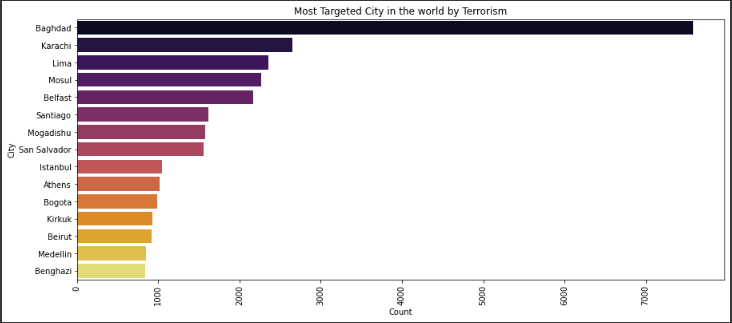 Most Targeted City in the world by Terrorism
City
Baghdad
Karachi
Lima
Mosul
Belfast
Santiago
Mogadishu
San Salvador
Istanbul
Athens
Bogota
Kirkuk
Beirut
Medellin
Benghazi
0
1000
2000
3000
4000
5000
6000
7000
Count